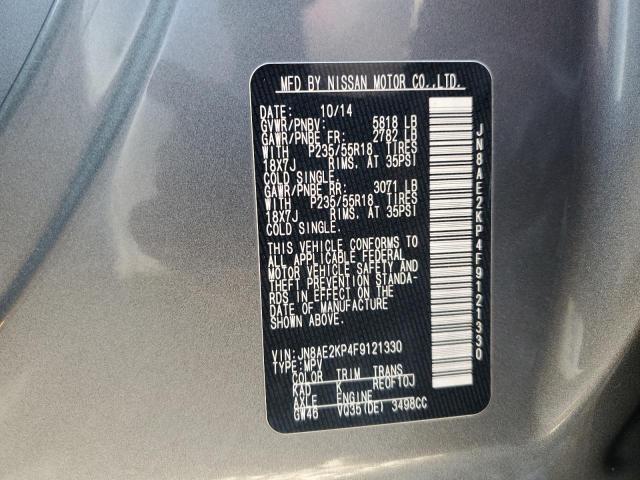 MFD BY NISSAN MOTOR CO.,LTD.
DATE: 10/14
GVWR/PNBV: 5818 LB
GAWR/PNBE FR: 2782 LB
WITH P235/55R18 TIRES
18X7J RIMS. AT 35PSI
COLD SINGLE.
GAWR/PNBE RR: 3071 LB
WITH P235/55R18 TIRES
18X7J RIMS. AT 35PSI
COLD SINGLE.
THIS VEHICLE CONFORMS TO
ALL APPLICABLE FEDERAL
MOTOR VEHICLE SAFETY AND
THEFT PREVENTION STANDA-
RDS IN EFFECT ON THE
DATE OF MANUFACTURE
SHOWN ABOVE.
VIN: JN8AE2KP4F9121330
TYPE: MPV
COLOR TRIM TRANS
KAD K RE0F10J
AXLE ENGINE
GW46 VQ35(DE) 3498CC
JN8AE2KP4F9121330